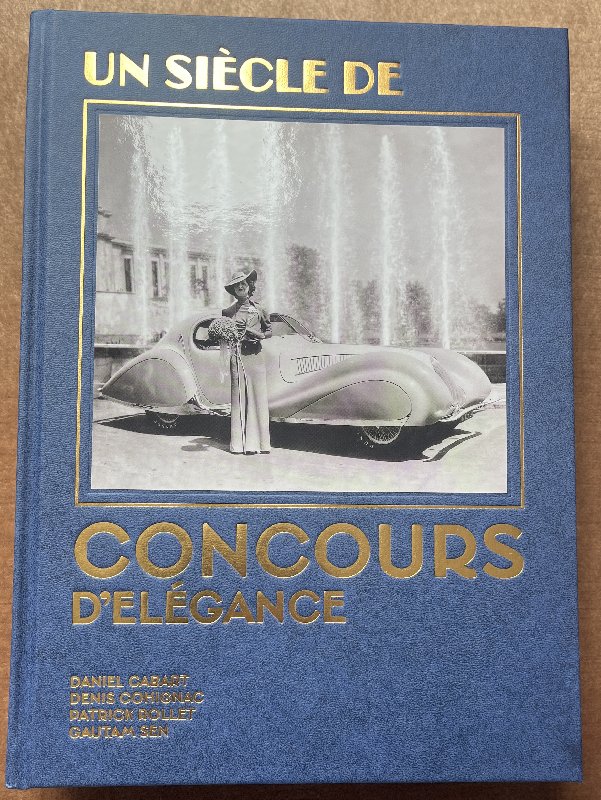 UN SIÈCLE DE
CONCOURS
D'ELÉGANCE
DANIEL CABART
DENIS COHIGNAC
PATRICK ROLLET
GAUTAM SEN